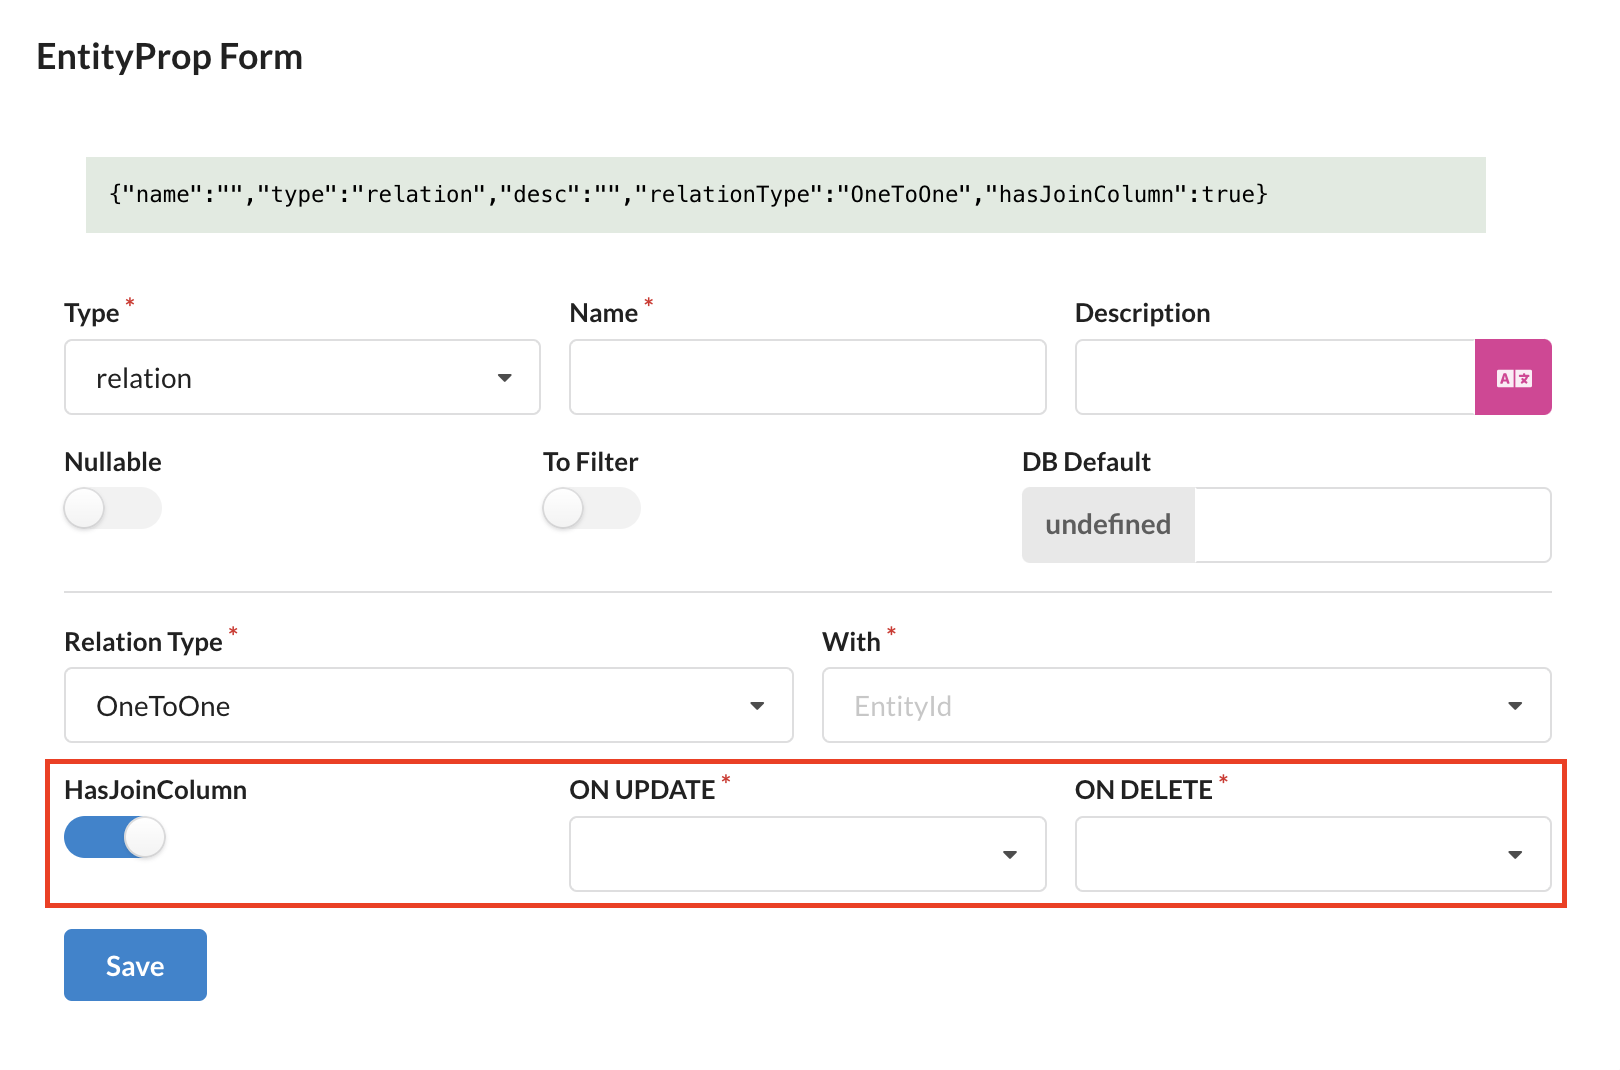 EntityProp Form
{"name":"","type":"relation","desc":"","relationType":"OneToOne","hasJoinColumn":true}
Type * Name * Description
relation A 文
Nullable To Filter DB Default
undefined
Relation Type * With *
OneToOne EntityId
HasJoinColumn ON UPDATE * ON DELETE *
Save